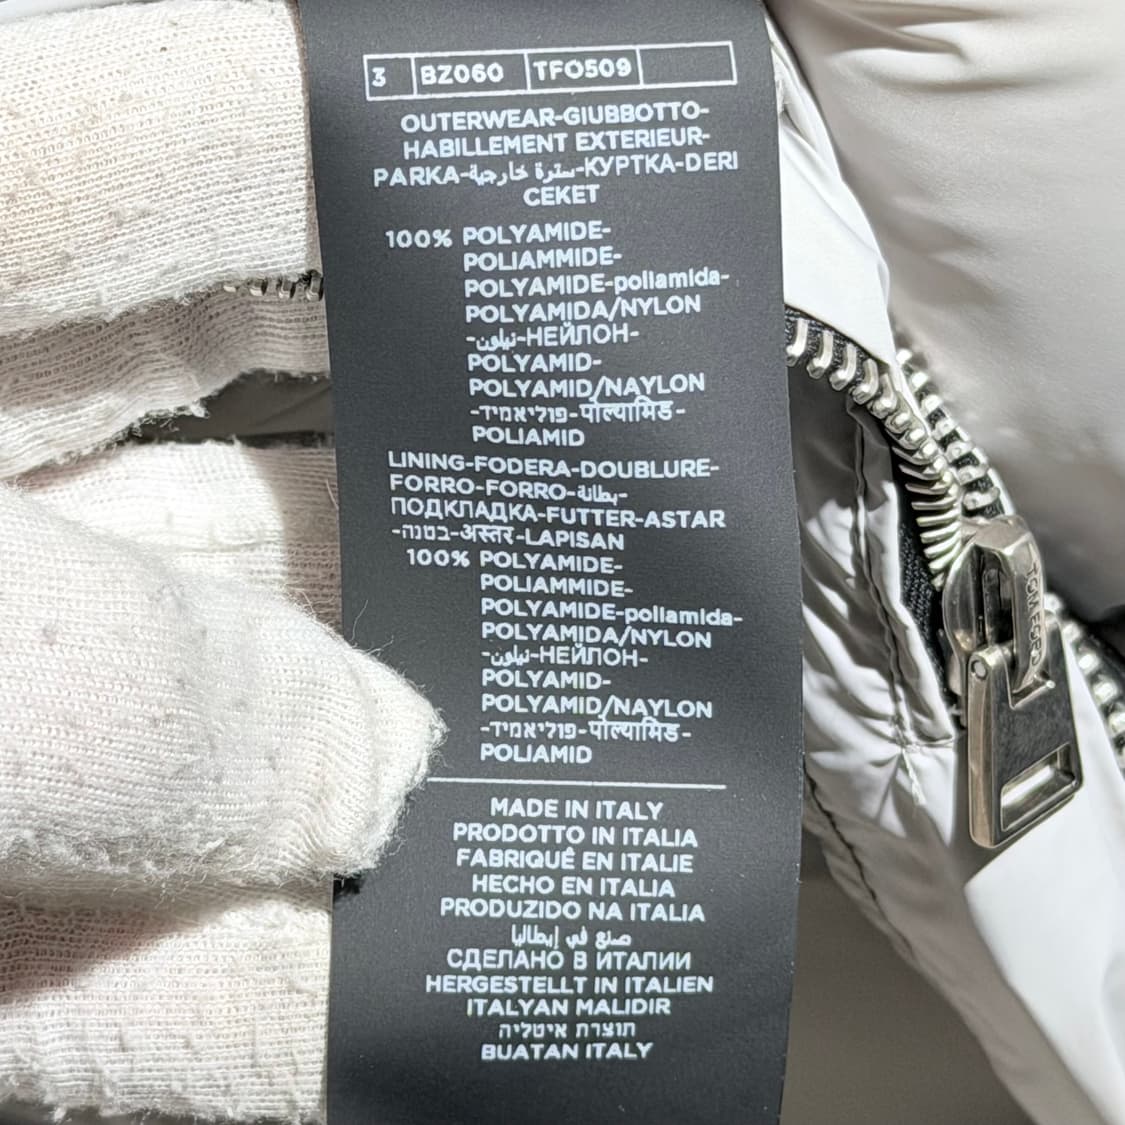 3 BZ060 TFO509
OUTERWEAR-GIUBBOTTO-
HABILLEMENT EXTERIEUR-
PARKA-سترة خارجية-КУРТКА-DERI
CEKET
100% POLYAMIDE-
POLIAMMIDE-
POLYAMIDE-poliamida-
POLYAMIDA/NYLON
-نيلون-НЕЙЛОН-
POLYAMID-
POLYAMID/NAYLON
-פוליאמיד-पोल्यामिड-
POLIAMID
LINING-FODERA-DOUBLURE-
FORRO-FORRO-بطانة-
ПОДКЛАДКА-FUTTER-ASTAR
-בטנה-अस्तर-LAPISAN
100% POLYAMIDE-
POLIAMMIDE-
POLYAMIDE-poliamida-
POLYAMIDA/NYLON
-نيلون-НЕЙЛОН-
POLYAMID-
POLYAMID/NAYLON
-פוליאמיד-पोल्यामिड-
POLIAMID
MADE IN ITALY
PRODOTTO IN ITALIA
FABRIQUÊ EN ITALIE
HECHO EN ITALIA
PRODUZIDO NA ITALIA
صنع في إيطاليا
СДЕЛАНО В ИТАЛИИ
HERGESTELLT IN ITALIEN
ITALYAN MALIDIR
תוצרת איטליה
BUATAN ITALY
TOM FORD